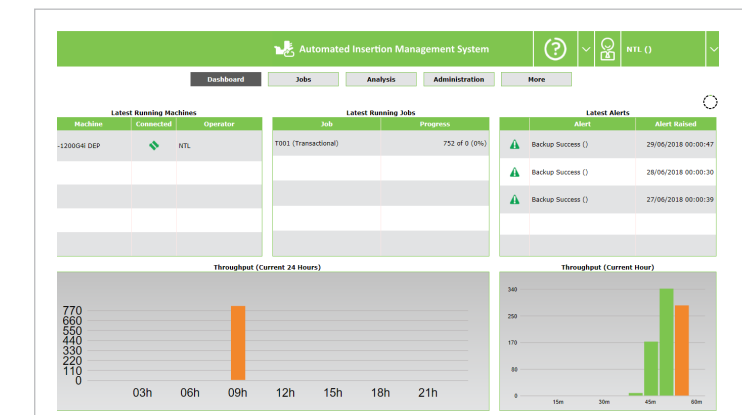 Automated Insertion Management System
NTL ()
Dashboard Jobs Analysis Administration More
Latest Running Machines
Machine Connected Operator
-1200G4i DEP NTL
Latest Running Jobs
Job Progress
T001 (Transactional) 752 of 0 (0%)
Latest Alerts
Alert Alert Raised
Backup Success () 29/06/2018 00:00:47
Backup Success () 28/06/2018 00:00:30
Backup Success () 27/06/2018 00:00:39
Throughput (Current 24 Hours)
770
660
550
440
330
220
110
0
03h 06h 09h 12h 15h 18h 21h
Throughput (Current Hour)
340
250
170
80
0
15m 30m 45m 60m